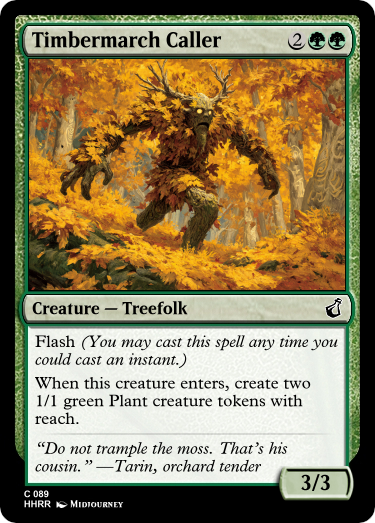 Timbermarch Caller 2
Creature — Treefolk
Flash (You may cast this spell any time you
could cast an instant.)
When this creature enters, create two
1/1 green Plant creature tokens with
reach.
“Do not trample the moss. That's his
cousin.” —Tarin, orchard tender
3/3
C 089
HHRR Midjourney